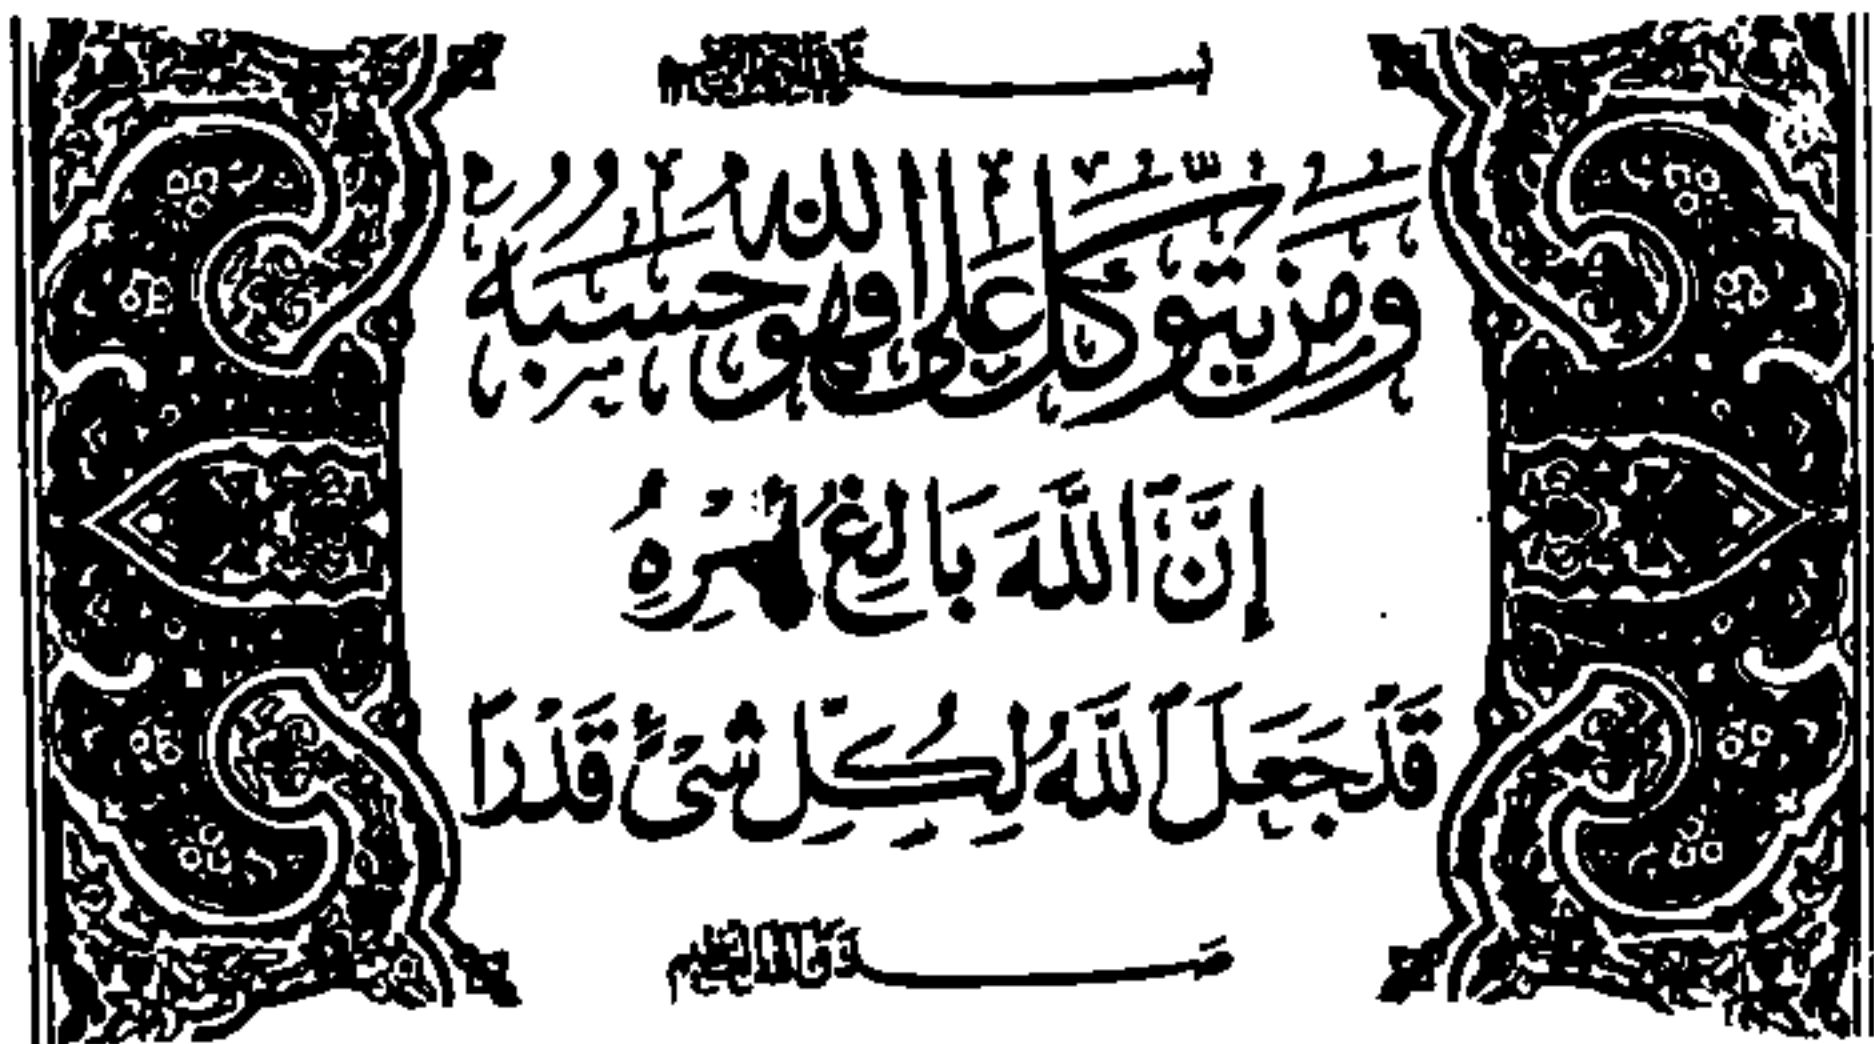 بسم الله الرحمن الرحيم
وَمَنْ يَتَوَكَّلْ عَلَى اللّٰهِ فَهُوَ حَسْبُهُ
إِنَّ اللَّهَ بَالِغُ أَمْرِهِ
قَدْ جَعَلَ اللَّهُ لِكُلِّ شَیْءٍ قَدْرًا
صدق الله العظيم